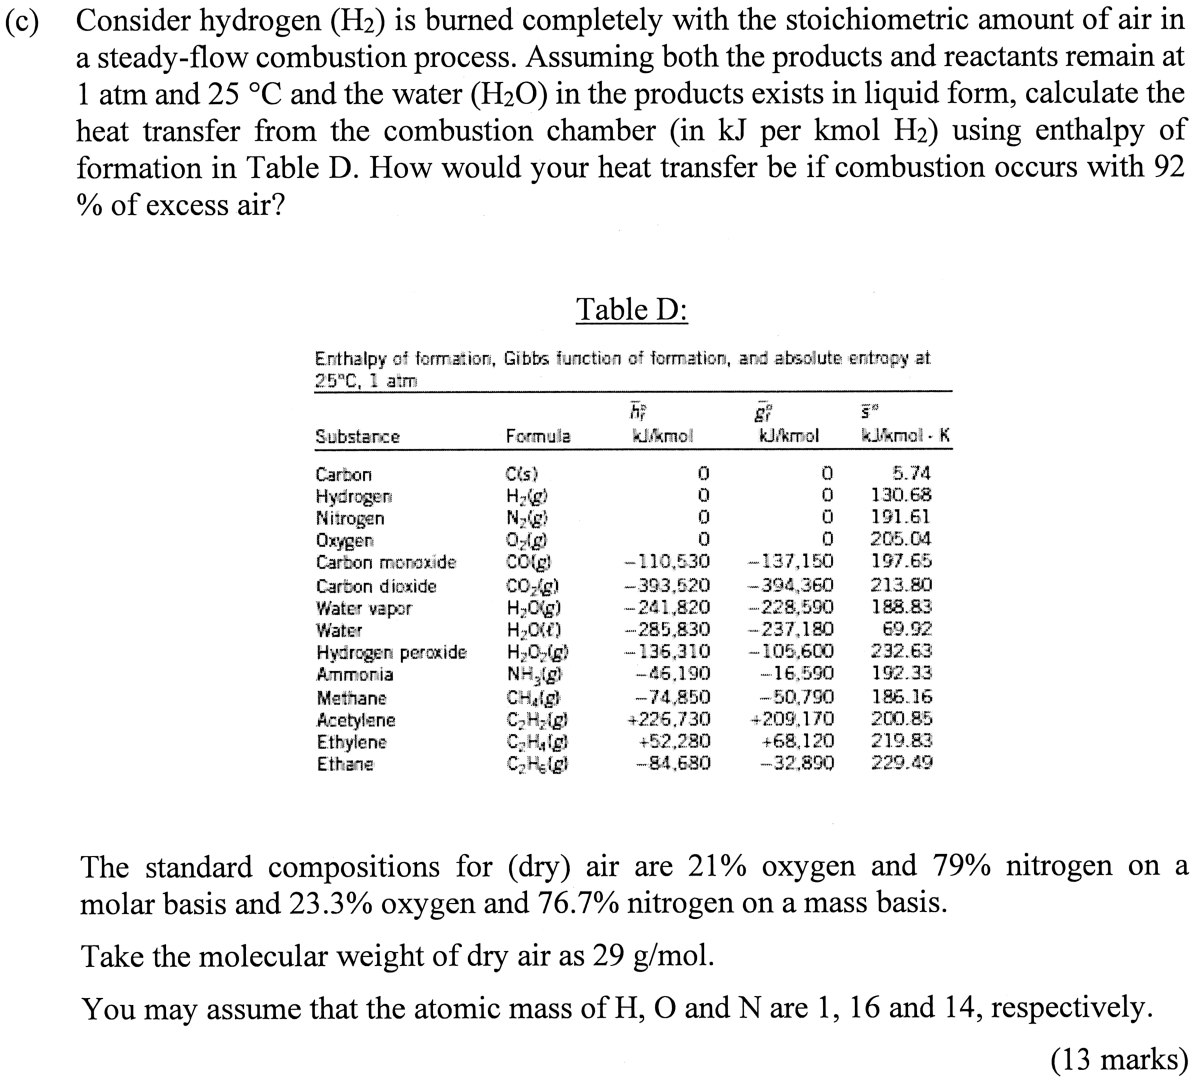 (c) Consider hydrogen (H2) is burned completely with the stoichiometric amount of air in
a steady-flow combustion process. Assuming both the products and reactants remain at
1 atm and 25 °C and the water (H2O) in the products exists in liquid form, calculate the
heat transfer from the combustion chamber (in kJ per kmol H2) using enthalpy of
formation in Table D. How would your heat transfer be if combustion occurs with 92
% of excess air?
Table D:
Enthalpy of formation, Gibbs function of formation, and absolute entropy at
25°C, 1 atm
h̄°f ḡ°f s̄°
Substance Formula kJ/kmol kJ/kmol kJ/kmol · K
Carbon C(s) 0 0 5.74
Hydrogen H₂(g) 0 0 130.68
Nitrogen N₂(g) 0 0 191.61
Oxygen O₂(g) 0 0 205.04
Carbon monoxide CO(g) −110,530 −137,150 197.65
Carbon dioxide CO₂(g) −393,520 −394,360 213.80
Water vapor H₂O(g) −241,820 −228,590 188.83
Water H₂O(ℓ) −285,830 −237,180 69.92
Hydrogen peroxide H₂O₂(g) −136,310 −105,600 232.63
Ammonia NH₃(g) −46,190 −16,590 192.33
Methane CH₄(g) −74,850 −50,790 186.16
Acetylene C₂H₂(g) +226,730 +209,170 200.85
Ethylene C₂H₄(g) +52,280 +68,120 219.83
Ethane C₂H₆(g) −84,680 −32,890 229.49
The standard compositions for (dry) air are 21% oxygen and 79% nitrogen on a
molar basis and 23.3% oxygen and 76.7% nitrogen on a mass basis.
Take the molecular weight of dry air as 29 g/mol.
You may assume that the atomic mass of H, O and N are 1, 16 and 14, respectively.
(13 marks)